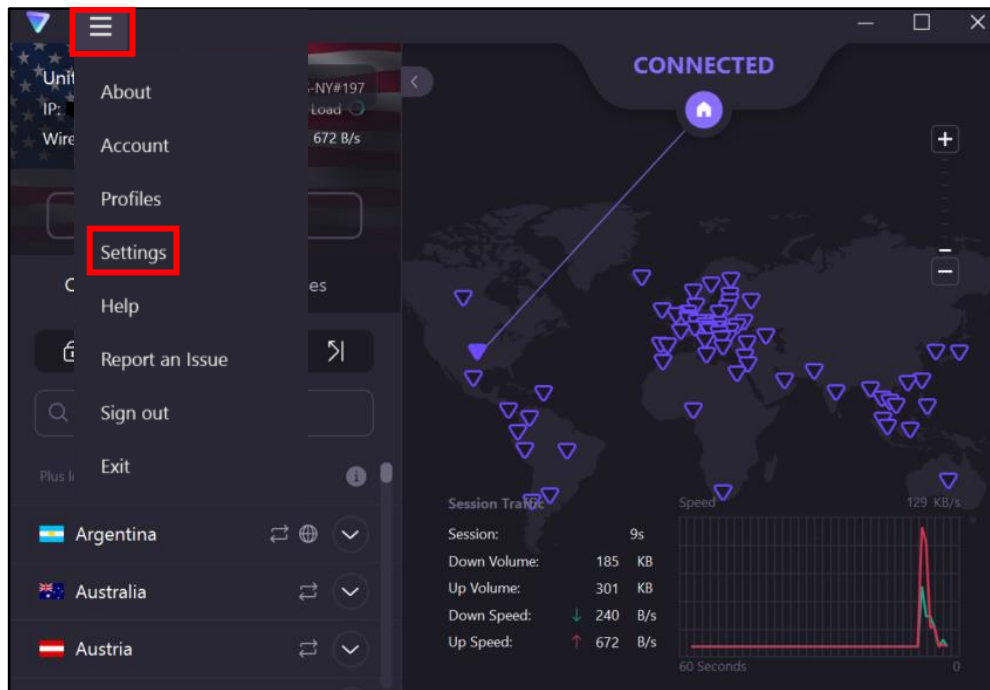 CONNECTED
-NY#197
IP:
Load
672 B/s
About
Account
Profiles
Settings
Help
Report an Issue
Sign out
Exit
Argentina
Australia
Austria
Session Traffic
Session: 9s
Down Volume: 185 KB
Up Volume: 301 KB
Down Speed: ↓ 240 B/s
Up Speed: ↑ 672 B/s
Speed 129 KB/s
60 Seconds 0